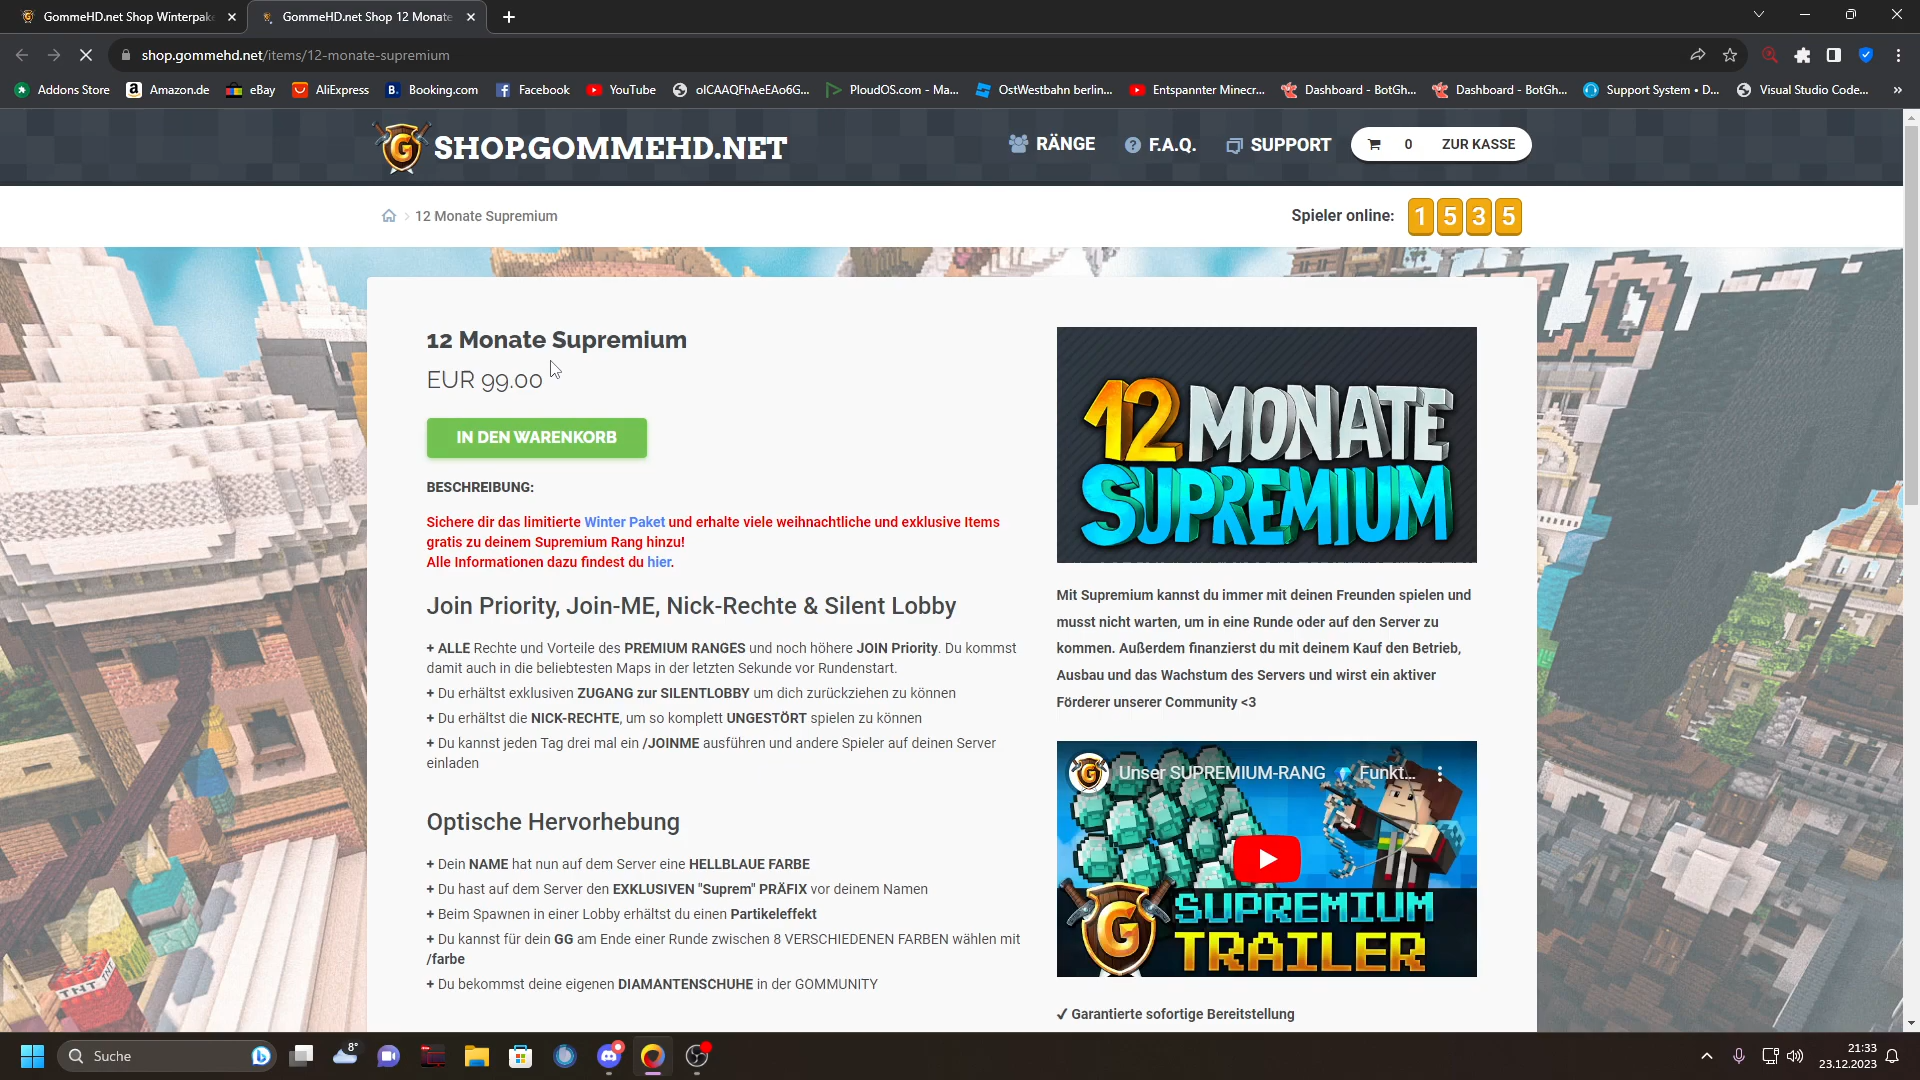 GommeHD.net Shop Winterpak
GommeHD.net Shop 12 Monate
shop.gommehd.net/items/12-monate-supremium
Addons Store
Amazon.de
eBay
AliExpress
Booking.com
Facebook
YouTube
PloudOS.com - Ma...
OstWestbahn berlin...
Entspannter Minecr...
Dashboard - BotGh...
Dashboard - BotGh...
Support System • D...
Visual Studio Code...
»
SHOP.GOMMEHD.NET
RÄNGE
F.A.Q.
SUPPORT
0
ZUR KASSE
12 Monate Supremium
Spieler online:
1535
12 Monate Supremium
EUR 99.00
IN DEN WARENKORB
BESCHREIBUNG:
Sichere dir das limitierte Winter Paket und erhalte viele weihnachtliche und exklusive Items
gratis zu deinem Supremium Rang hinzu!
Alle Informationen dazu findest du hier.
Join Priority, Join-ME, Nick-Rechte & Silent Lobby
+ ALLE Rechte und Vorteile des PREMIUM RANGES und noch höhere JOIN Priority. Du kommst
damit auch in die beliebtesten Maps in der letzten Sekunde vor Rundenstart.
+ Du erhältst exklusiven ZUGANG zur SILENTLOBBY um dich zurückziehen zu können
+ Du erhältst die NICK-RECHTE, um so komplett UNGESTÖRT spielen zu können
+ Du kannst jeden Tag drei mal ein /JOINME ausführen und andere Spieler auf deinen Server
einladen
Optische Hervorhebung
+ Dein NAME hat nun auf dem Server eine HELLBLAUE FARBE
+ Du hast auf dem Server den EXKLUSIVEN "Suprem" PRÄFIX vor deinem Namen
+ Beim Spawnen in einer Lobby erhältst du einen Partikeleffekt
+ Du kannst für dein GG am Ende einer Runde zwischen 8 VERSCHIEDENEN FARBEN wählen mit
/farbe
+ Du bekommst deine eigenen DIAMANTENSCHUHE in der GOMMUNITY
12 MONATE
SUPREMIUM
Mit Supremium kannst du immer mit deinen Freunden spielen und
musst nicht warten, um in eine Runde oder auf den Server zu
kommen. Außerdem finanzierst du mit deinem Kauf den Betrieb,
Ausbau und das Wachstum des Servers und wirst ein aktiver
Förderer unserer Community <3
Unser SUPREMIUM-RANG 💎 Funkt...
SUPREMIUM
TRAILER
✓ Garantierte sofortige Bereitstellung
TNT
Suche
8°
21:33
23.12.2023